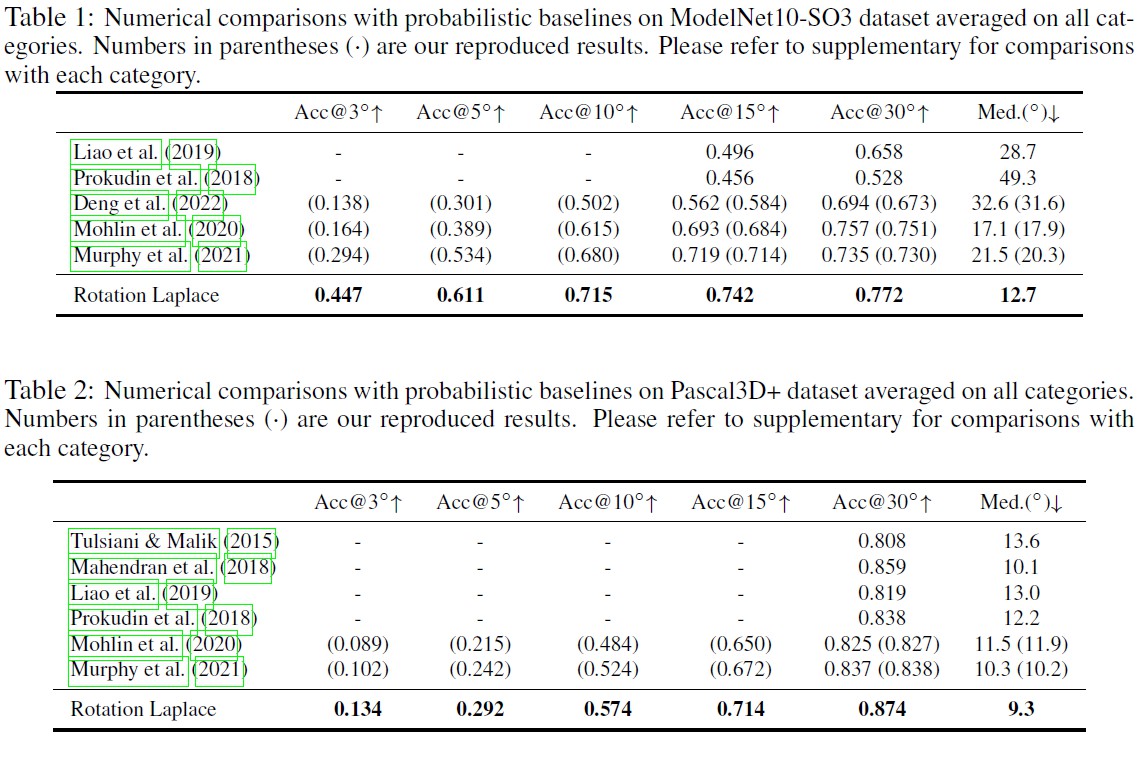 Table 1: Numerical comparisons with probabilistic baselines on ModelNet10-SO3 dataset averaged on all cat-
egories. Numbers in parentheses (·) are our reproduced results. Please refer to supplementary for comparisons
with each category.
Acc@3°↑ Acc@5°↑ Acc@10°↑ Acc@15°↑ Acc@30°↑ Med.(°)↓
Liao et al. (2019) - - - 0.496 0.658 28.7
Prokudin et al. (2018) - - - 0.456 0.528 49.3
Deng et al. (2022) (0.138) (0.301) (0.502) 0.562 (0.584) 0.694 (0.673) 32.6 (31.6)
Mohlin et al. (2020) (0.164) (0.389) (0.615) 0.693 (0.684) 0.757 (0.751) 17.1 (17.9)
Murphy et al. (2021) (0.294) (0.534) (0.680) 0.719 (0.714) 0.735 (0.730) 21.5 (20.3)
Rotation Laplace 0.447 0.611 0.715 0.742 0.772 12.7
Table 2: Numerical comparisons with probabilistic baselines on Pascal3D+ dataset averaged on all categories.
Numbers in parentheses (·) are our reproduced results. Please refer to supplementary for comparisons with
each category.
Acc@3°↑ Acc@5°↑ Acc@10°↑ Acc@15°↑ Acc@30°↑ Med.(°)↓
Tulsiani & Malik (2015) - - - - 0.808 13.6
Mahendran et al. (2018) - - - - 0.859 10.1
Liao et al. (2019) - - - - 0.819 13.0
Prokudin et al. (2018) - - - - 0.838 12.2
Mohlin et al. (2020) (0.089) (0.215) (0.484) (0.650) 0.825 (0.827) 11.5 (11.9)
Murphy et al. (2021) (0.102) (0.242) (0.524) (0.672) 0.837 (0.838) 10.3 (10.2)
Rotation Laplace 0.134 0.292 0.574 0.714 0.874 9.3